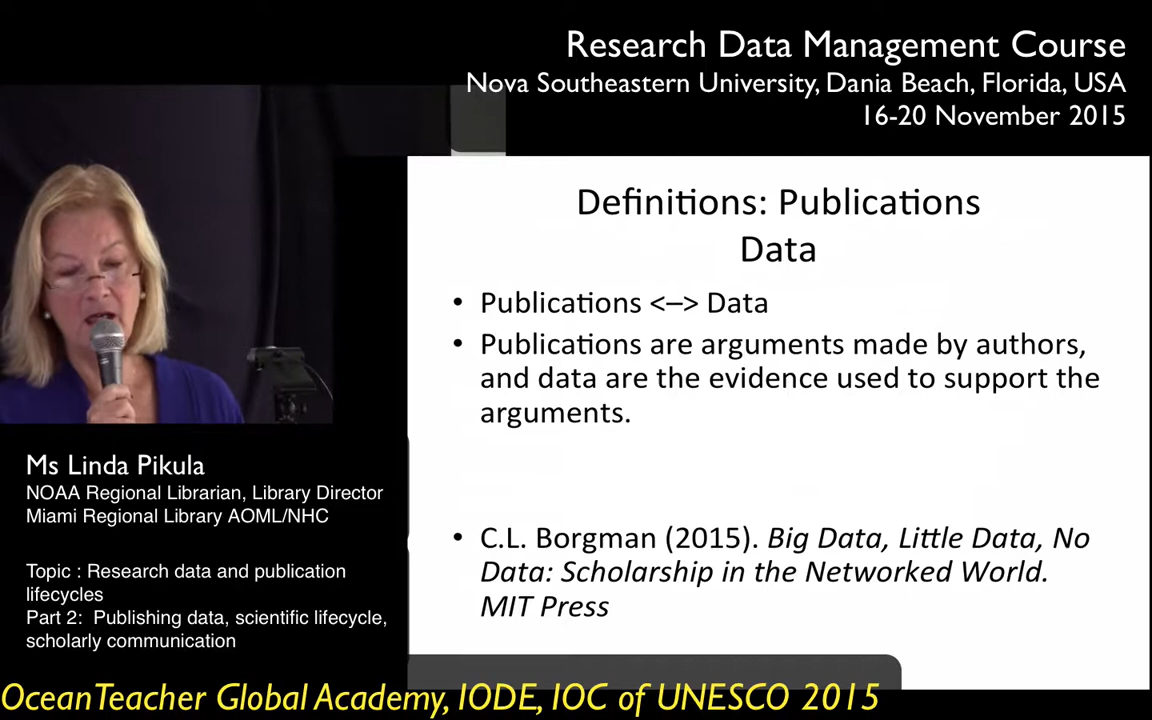 Research Data Management Course
Nova Southeastern University, Dania Beach, Florida, USA
16-20 November 2015
Definitions: Publications
Data
• Publications <–> Data
• Publications are arguments made by authors,
and data are the evidence used to support the
arguments.
• C.L. Borgman (2015). Big Data, Little Data, No
Data: Scholarship in the Networked World.
MIT Press
Ms Linda Pikula
NOAA Regional Librarian, Library Director
Miami Regional Library AOML/NHC
Topic : Research data and publication
lifecycles
Part 2: Publishing data, scientific lifecycle,
scholarly communication
OceanTeacher Global Academy, IODE, IOC of UNESCO 2015